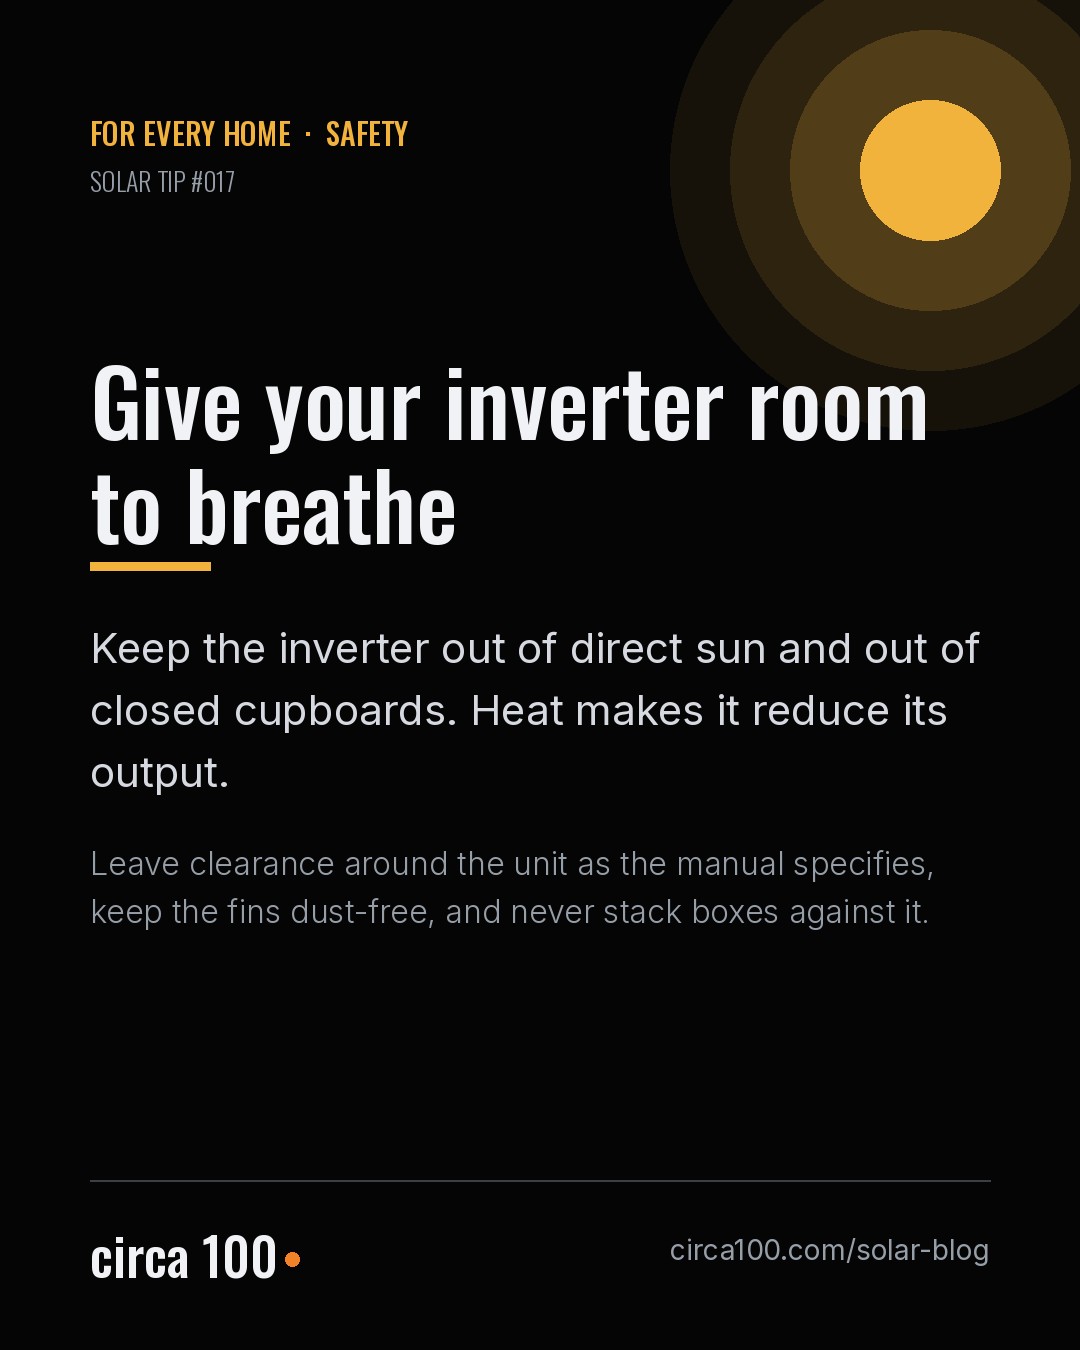 FOR EVERY HOME · SAFETY
SOLAR TIP #017
Give your inverter room
to breathe
Keep the inverter out of direct sun and out of
closed cupboards. Heat makes it reduce its
output.
Leave clearance around the unit as the manual specifies,
keep the fins dust-free, and never stack boxes against it.
circa 100
circa100.com/solar-blog